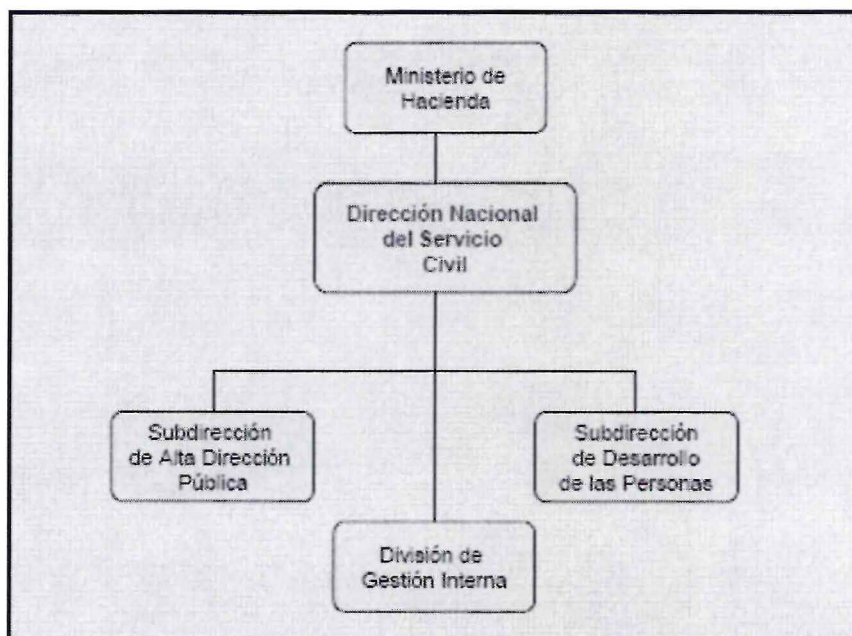 Ministerio de
Hacienda
Dirección Nacional
del Servicio
Civil
Subdirección
de Alta Dirección
Pública
Subdirección
de Desarrollo
de las Personas
División de
Gestión Interna